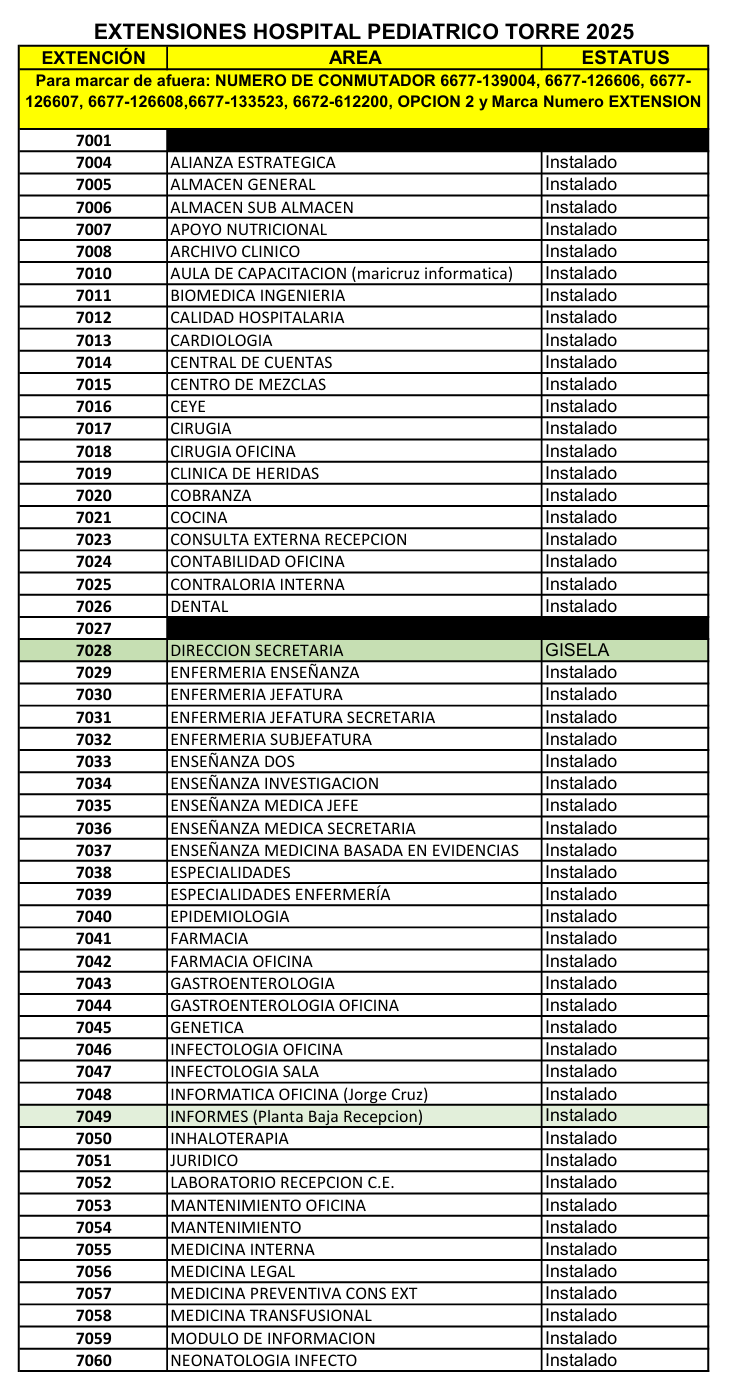 EXTENSIONES HOSPITAL PEDIATRICO TORRE 2025
EXTENCIÓN AREA ESTATUS
Para marcar de afuera: NUMERO DE CONMUTADOR 6677-139004, 6677-126606, 6677-
126607, 6677-126608,6677-133523, 6672-612200, OPCION 2 y Marca Numero EXTENSION
7001
7004 ALIANZA ESTRATEGICA Instalado
7005 ALMACEN GENERAL Instalado
7006 ALMACEN SUB ALMACEN Instalado
7007 APOYO NUTRICIONAL Instalado
7008 ARCHIVO CLINICO Instalado
7010 AULA DE CAPACITACION (maricruz informatica) Instalado
7011 BIOMEDICA INGENIERIA Instalado
7012 CALIDAD HOSPITALARIA Instalado
7013 CARDIOLOGIA Instalado
7014 CENTRAL DE CUENTAS Instalado
7015 CENTRO DE MEZCLAS Instalado
7016 CEYE Instalado
7017 CIRUGIA Instalado
7018 CIRUGIA OFICINA Instalado
7019 CLINICA DE HERIDAS Instalado
7020 COBRANZA Instalado
7021 COCINA Instalado
7023 CONSULTA EXTERNA RECEPCION Instalado
7024 CONTABILIDAD OFICINA Instalado
7025 CONTRALORIA INTERNA Instalado
7026 DENTAL Instalado
7027
7028 DIRECCION SECRETARIA GISELA
7029 ENFERMERIA ENSEÑANZA Instalado
7030 ENFERMERIA JEFATURA Instalado
7031 ENFERMERIA JEFATURA SECRETARIA Instalado
7032 ENFERMERIA SUBJEFATURA Instalado
7033 ENSEÑANZA DOS Instalado
7034 ENSEÑANZA INVESTIGACION Instalado
7035 ENSEÑANZA MEDICA JEFE Instalado
7036 ENSEÑANZA MEDICA SECRETARIA Instalado
7037 ENSEÑANZA MEDICINA BASADA EN EVIDENCIAS Instalado
7038 ESPECIALIDADES Instalado
7039 ESPECIALIDADES ENFERMERÍA Instalado
7040 EPIDEMIOLOGIA Instalado
7041 FARMACIA Instalado
7042 FARMACIA OFICINA Instalado
7043 GASTROENTEROLOGIA Instalado
7044 GASTROENTEROLOGIA OFICINA Instalado
7045 GENETICA Instalado
7046 INFECTOLOGIA OFICINA Instalado
7047 INFECTOLOGIA SALA Instalado
7048 INFORMATICA OFICINA (Jorge Cruz) Instalado
7049 INFORMES (Planta Baja Recepcion) Instalado
7050 INHALOTERAPIA Instalado
7051 JURIDICO Instalado
7052 LABORATORIO RECEPCION C.E. Instalado
7053 MANTENIMIENTO OFICINA Instalado
7054 MANTENIMIENTO Instalado
7055 MEDICINA INTERNA Instalado
7056 MEDICINA LEGAL Instalado
7057 MEDICINA PREVENTIVA CONS EXT Instalado
7058 MEDICINA TRANSFUSIONAL Instalado
7059 MODULO DE INFORMACION Instalado
7060 NEONATOLOGIA INFECTO Instalado